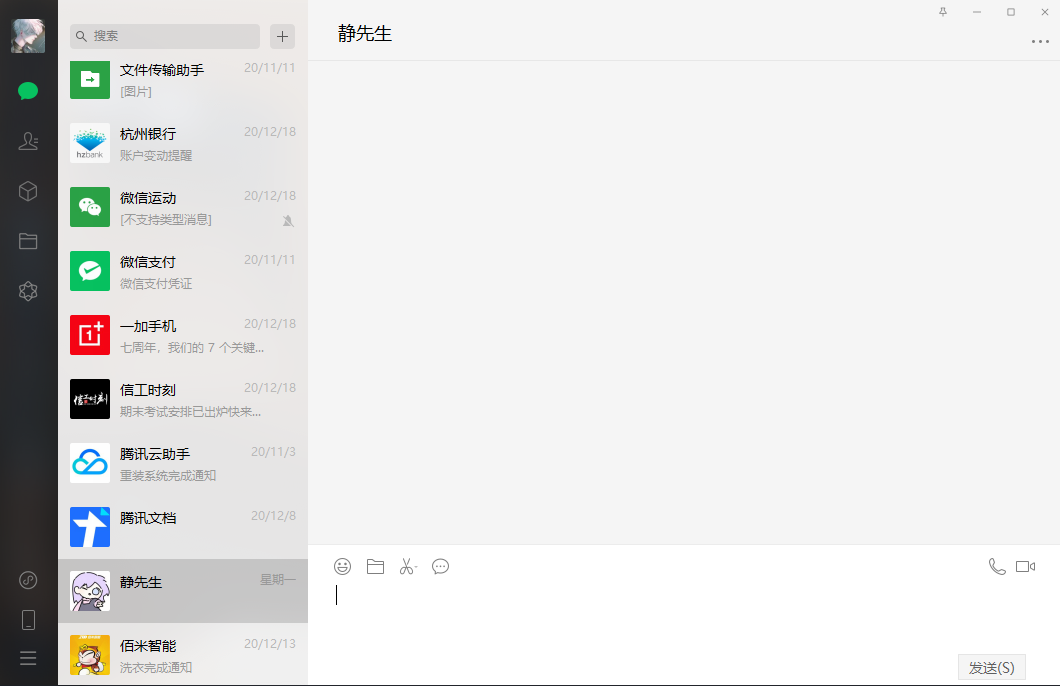 搜索
静先生
文件传输助手 20/11/11
[图片]
杭州银行 20/12/18
账户变动提醒
hzbank
微信运动 20/12/18
[不支持类型消息]
微信支付 20/11/11
微信支付凭证
一加手机 20/12/18
七周年，我们的 7 个关键...
1
信工时刻 20/12/18
期末考试安排已出炉快来...
信工时刻
腾讯云助手 20/11/3
重装系统完成通知
腾讯文档 20/12/8
静先生 星期一
佰米智能 20/12/13
洗衣完成通知
发送(S)